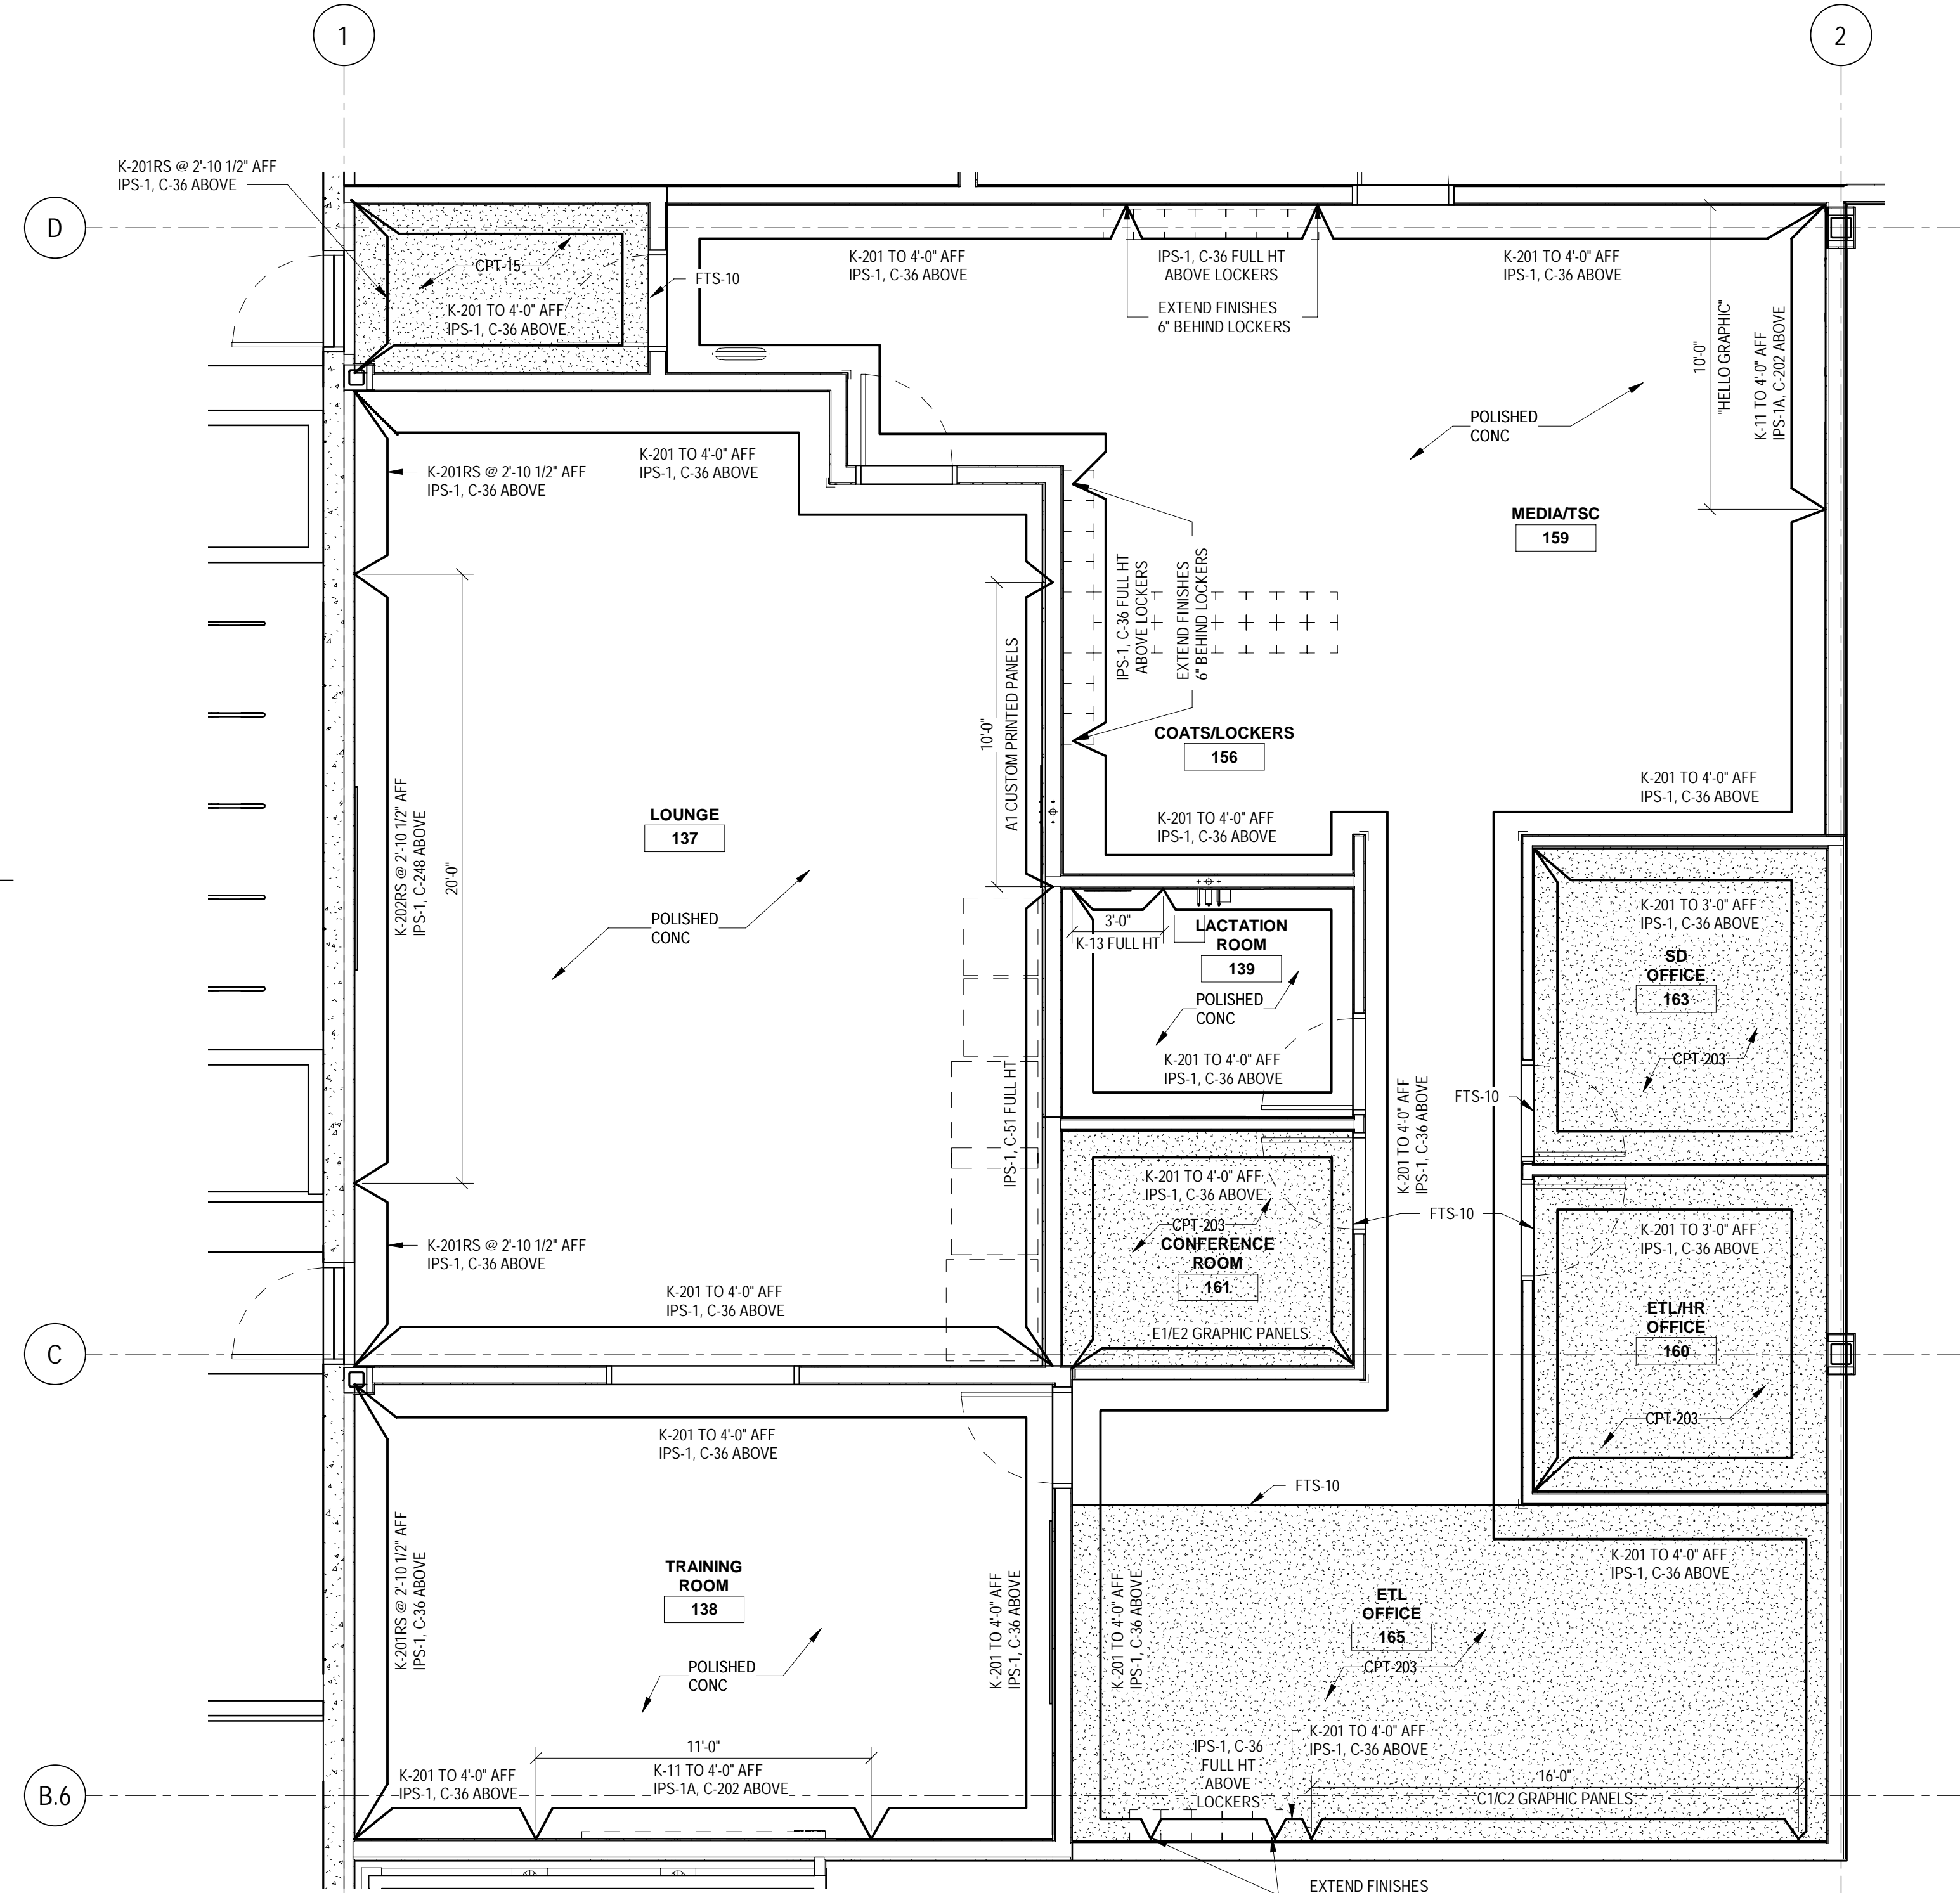 1
2
K-201RS @ 2'-10 1/2" AFF
IPS-1, C-36 ABOVE
D
CPT-15
K-201 TO 4'-0" AFF
IPS-1, C-36 ABOVE
FTS-10
K-201 TO 4'-0" AFF
IPS-1, C-36 ABOVE
IPS-1, C-36 FULL HT
ABOVE LOCKERS
EXTEND FINISHES
6" BEHIND LOCKERS
K-201 TO 4'-0" AFF
IPS-1, C-36 ABOVE
10'-0"
"HELLO GRAPHIC"
K-11 TO 4'-0" AFF
IPS-1A, C-202 ABOVE
POLISHED
CONC
K-201RS @ 2'-10 1/2" AFF
IPS-1, C-36 ABOVE
K-201 TO 4'-0" AFF
IPS-1, C-36 ABOVE
MEDIA/TSC
159
IPS-1, C-36 FULL HT
ABOVE LOCKERS
EXTEND FINISHES
6" BEHIND LOCKERS
10'-0"
A1 CUSTOM PRINTED PANELS
COATS/LOCKERS
156
K-201 TO 4'-0" AFF
IPS-1, C-36 ABOVE
K-201 TO 4'-0" AFF
IPS-1, C-36 ABOVE
LOUNGE
137
K-202RS @ 2'-10 1/2" AFF
IPS-1, C-248 ABOVE
20'-0"
POLISHED
CONC
3'-0"
K-13 FULL HT
LACTATION
ROOM
139
POLISHED
CONC
K-201 TO 4'-0" AFF
IPS-1, C-36 ABOVE
K-201 TO 3'-0" AFF
IPS-1, C-36 ABOVE
SD
OFFICE
163
CPT-203
FTS-10
IPS-1, C-51 FULL HT
K-201 TO 4'-0" AFF
IPS-1, C-36 ABOVE
K-201 TO 4'-0" AFF
IPS-1, C-36 ABOVE
CPT-203
CONFERENCE
ROOM
161
E1/E2 GRAPHIC PANELS
FTS-10
K-201 TO 3'-0" AFF
IPS-1, C-36 ABOVE
ETL/HR
OFFICE
160
CPT-203
K-201RS @ 2'-10 1/2" AFF
IPS-1, C-36 ABOVE
K-201 TO 4'-0" AFF
IPS-1, C-36 ABOVE
C
K-201 TO 4'-0" AFF
IPS-1, C-36 ABOVE
K-201RS @ 2'-10 1/2" AFF
IPS-1, C-36 ABOVE
TRAINING
ROOM
138
POLISHED
CONC
K-201 TO 4'-0" AFF
IPS-1, C-36 ABOVE
FTS-10
K-201 TO 4'-0" AFF
IPS-1, C-36 ABOVE
K-201 TO 4'-0" AFF
IPS-1, C-36 ABOVE
ETL
OFFICE
165
CPT-203
B.6
K-201 TO 4'-0" AFF
IPS-1, C-36 ABOVE
11'-0"
K-11 TO 4'-0" AFF
IPS-1A, C-202 ABOVE
IPS-1, C-36
FULL HT
ABOVE
LOCKERS
K-201 TO 4'-0" AFF
IPS-1, C-36 ABOVE
16'-0"
C1/C2 GRAPHIC PANELS
EXTEND FINISHES